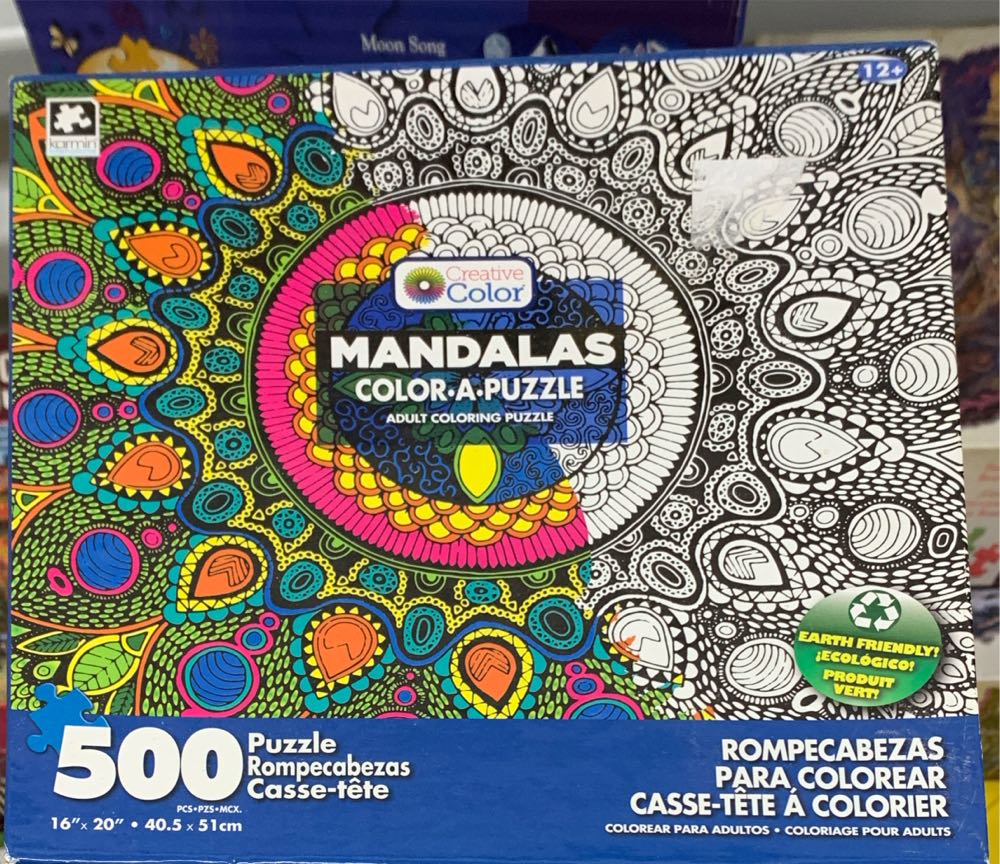 Moon Song
12+
karmin
Creative
Color
MANDALAS
COLOR•A•PUZZLE
ADULT COLORING PUZZLE
EARTH FRIENDLY!
¡ECOLÓGICO!
PRODUIT
VERT!
500
Puzzle
Rompecabezas
Casse-tête
PCS•PZS•MCX.
16” x 20” • 40.5 x 51cm
ROMPECABEZAS
PARA COLOREAR
CASSE-TÊTE Á COLORIER
COLOREAR PARA ADULTOS • COLORIAGE POUR ADULTS